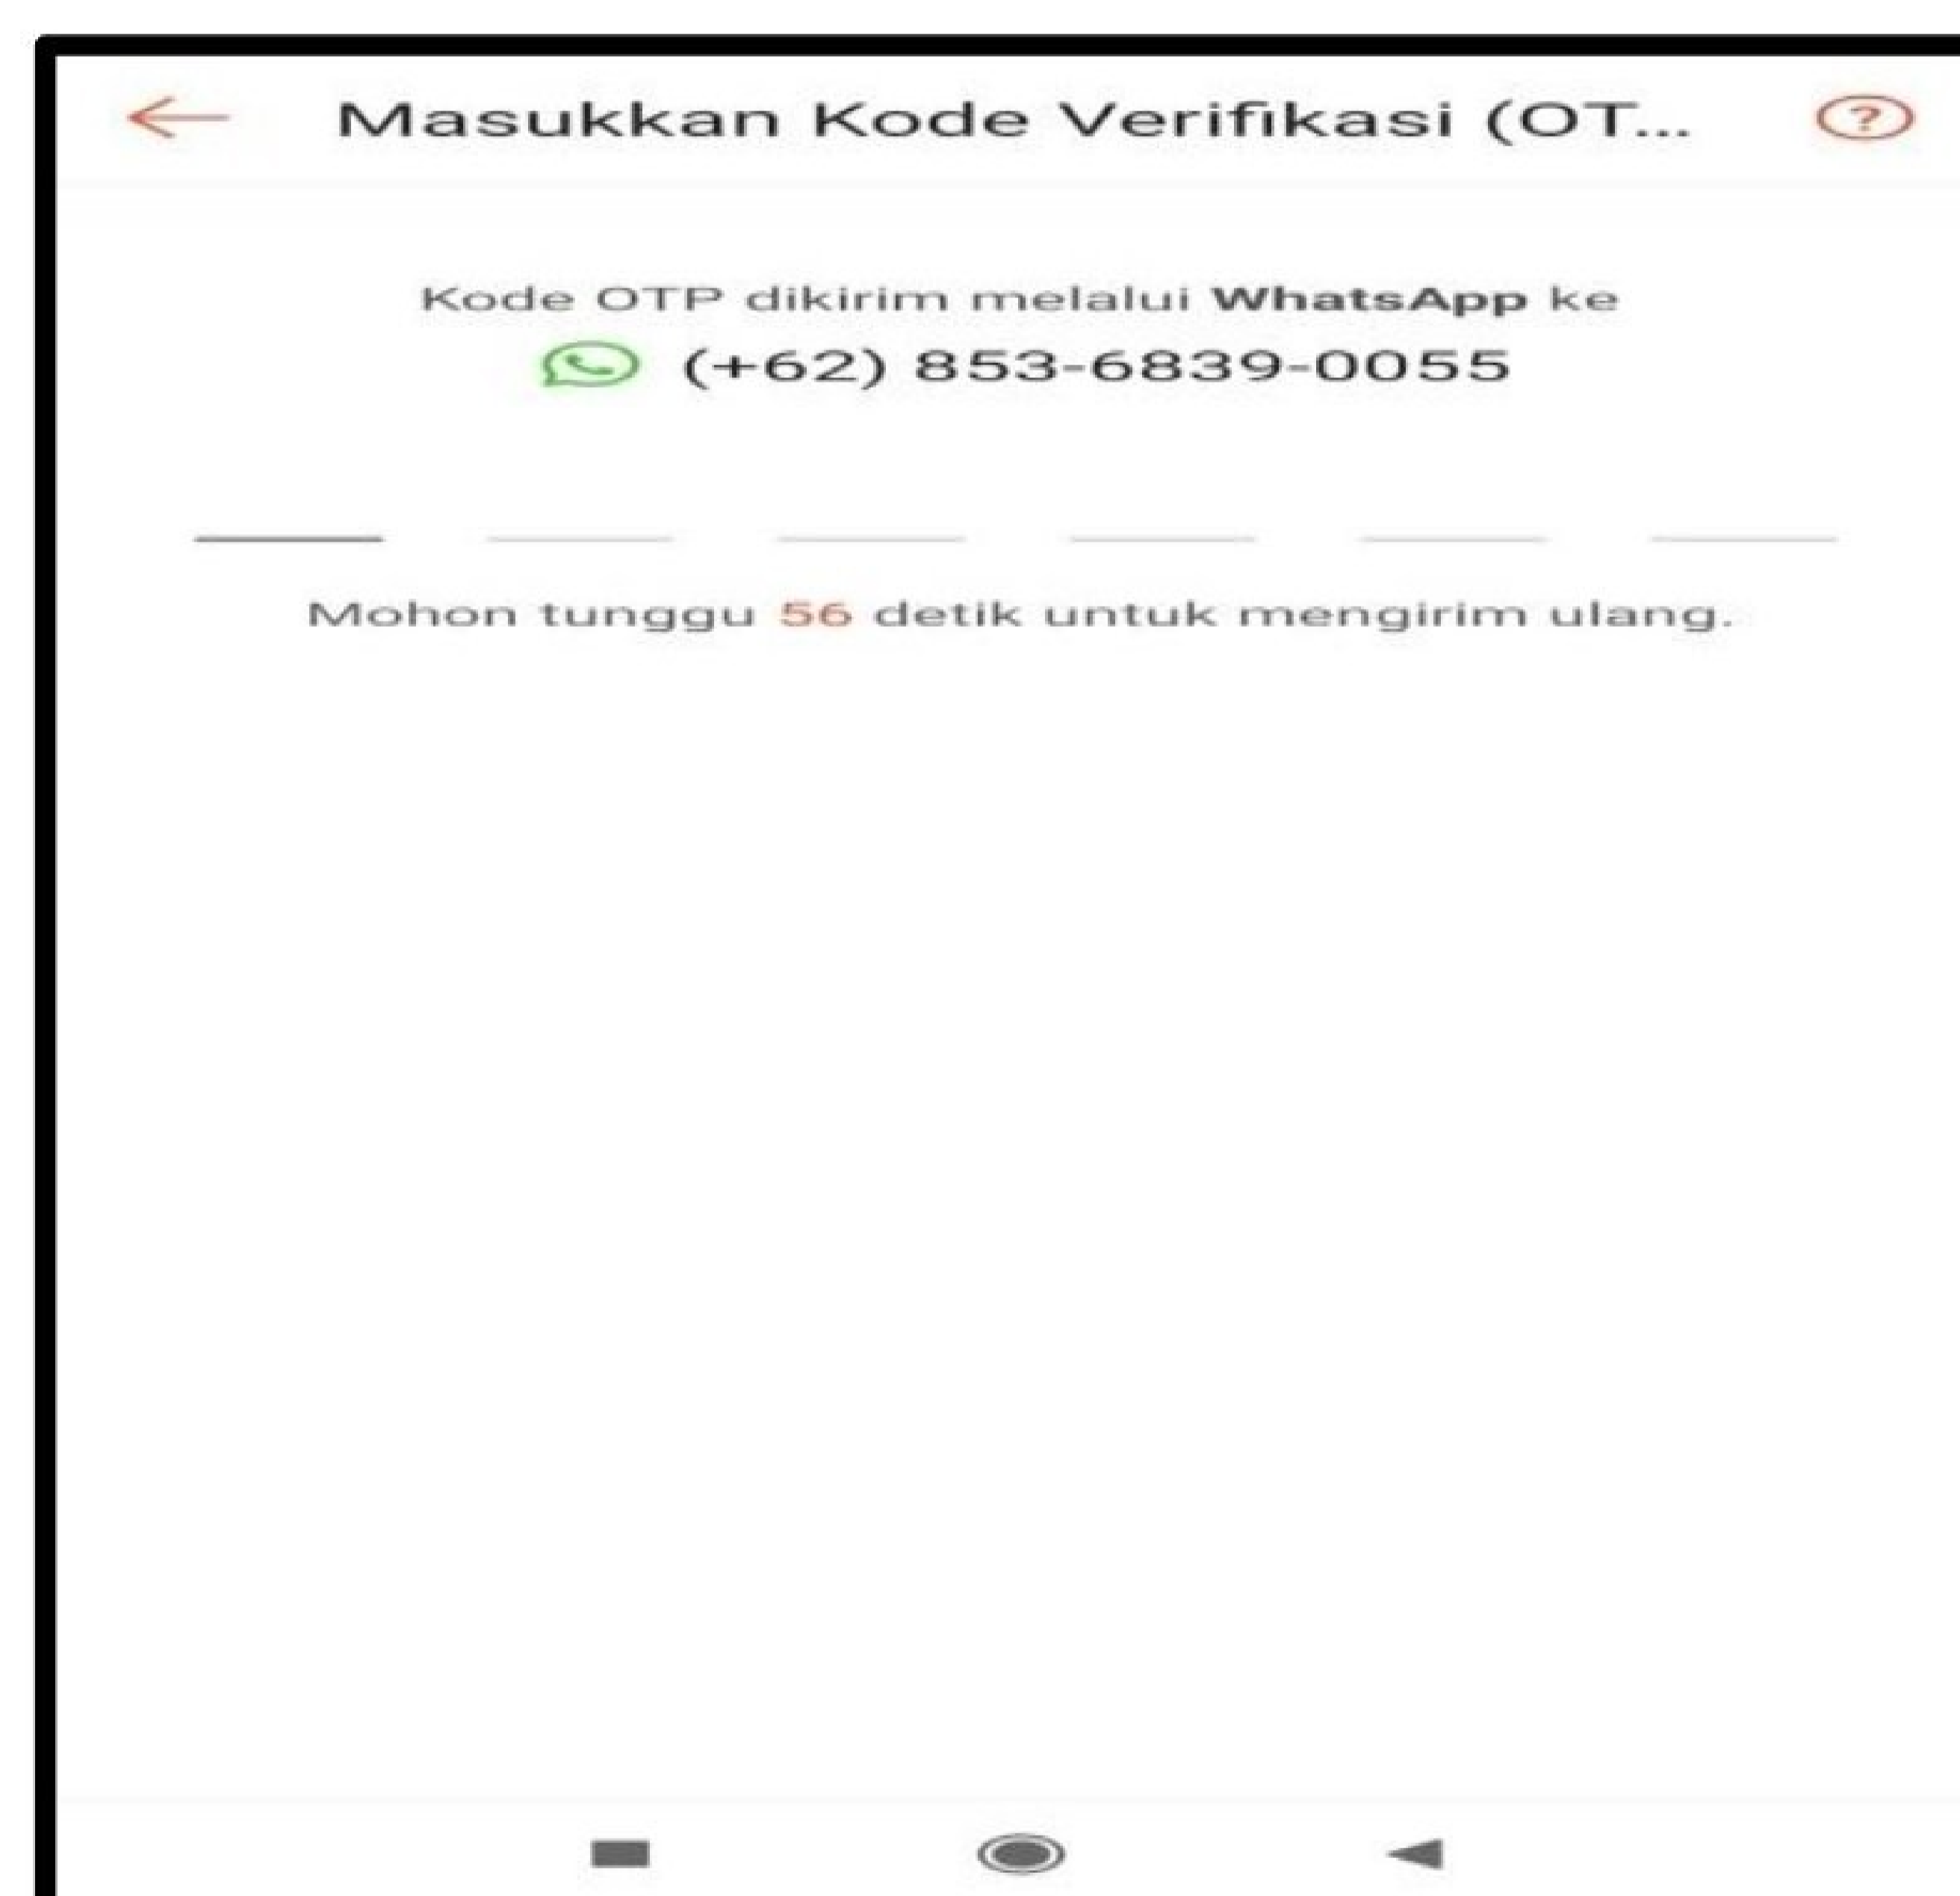 Masukkan Kode Verifikasi (OT...
Kode OTP dikirim melalui WhatsApp ke
(+62) 853-6839-0055
Mohon tunggu 56 detik untuk mengirim ulang.